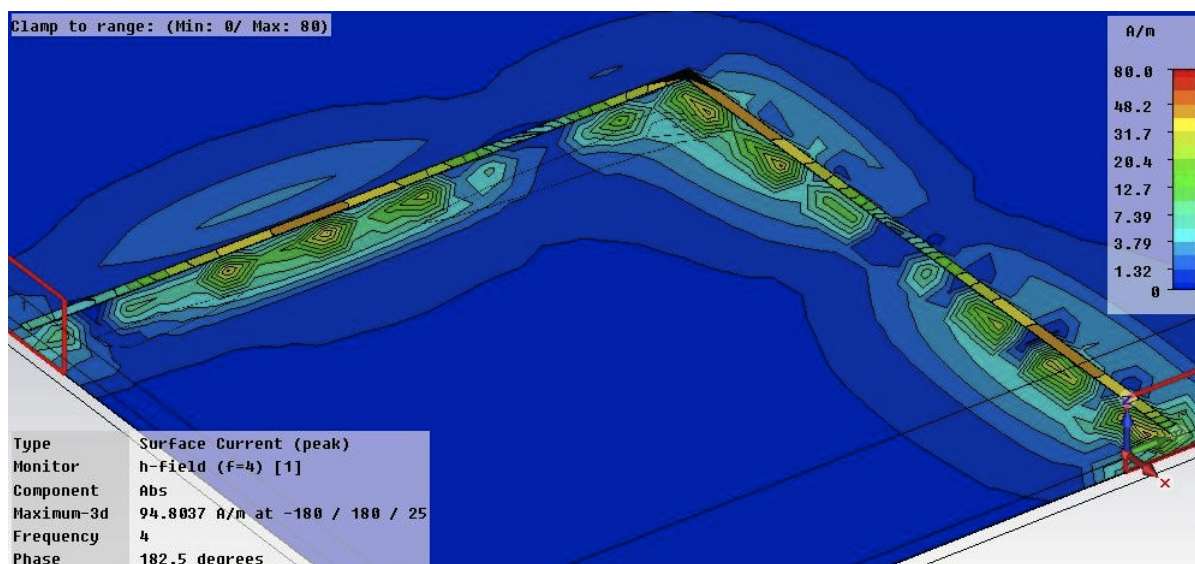 Clamp to range: (Min: 0/ Max: 80)
A/m
80.0
48.2
31.7
20.4
12.7
7.39
3.79
1.32
0
Type Surface Current (peak)
Monitor h-field (f=4) [1]
Component Abs
Maximum-3d 94.8037 A/m at -180 / 180 / 25
Frequency 4
Phase 182.5 degrees
z
x